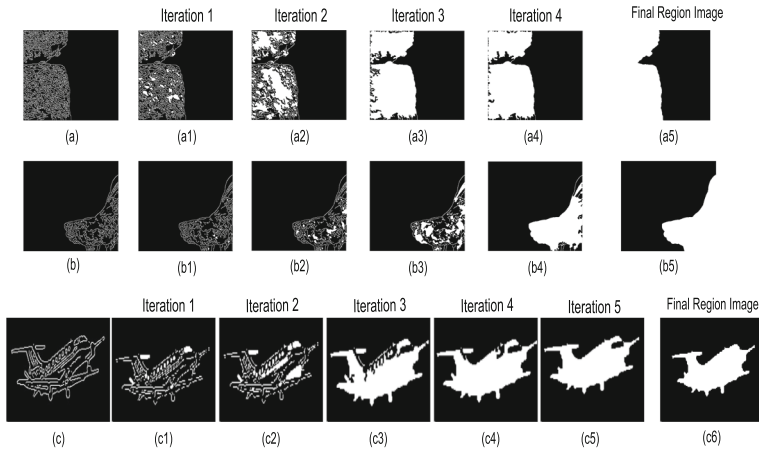 Iteration 1 Iteration 2 Iteration 3 Iteration 4 Final Region Image
(a) (a1) (a2) (a3) (a4) (a5)
(b) (b1) (b2) (b3) (b4) (b5)
Iteration 1 Iteration 2 Iteration 3 Iteration 4 Iteration 5 Final Region Image
(c) (c1) (c2) (c3) (c4) (c5) (c6)